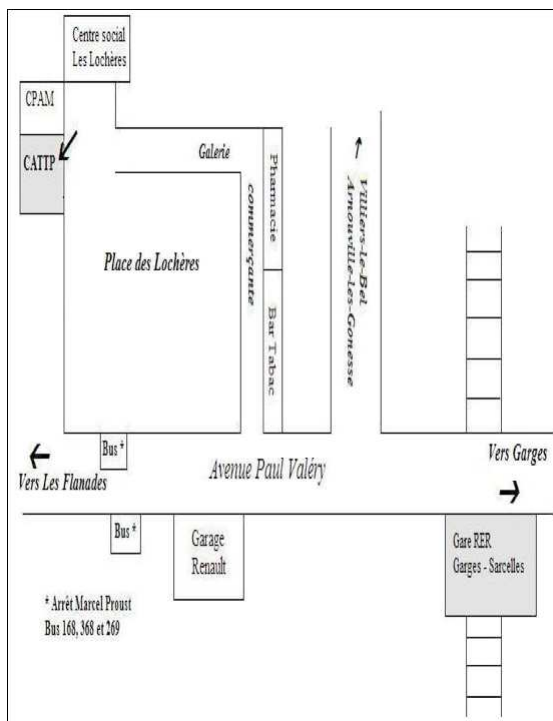 Centre social
Les Lochères
CPAM
CATTP
Galerie
commerçante
Pharmacie
Bar Tabac
Villiers-le-Bel
Arnouville-les-Gonesse
Place des Lochères
Bus *
Vers Les Flanades
Avenue Paul Valéry
Vers Garges
Bus *
Garage
Renault
Gare RER
Garges - Sarcelles
* Arrêt Marcel Proust
Bus 168, 368 et 269